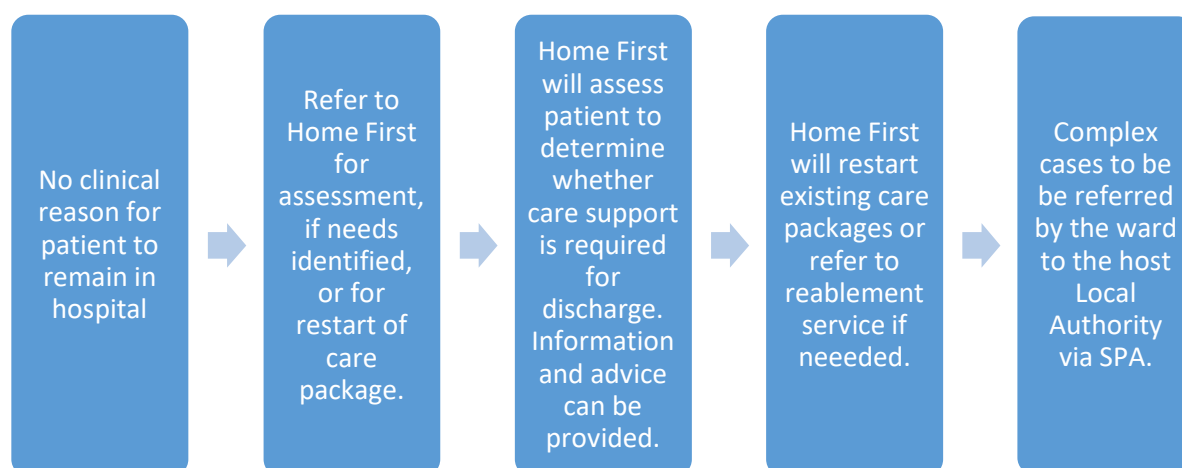 No clinical
reason for
patient to
remain in
hospital
Refer to
Home First
for
assessment,
if needs
identified,
or for
restart of
care
package.
Home First
will assess
patient to
determine
whether
care support
is required
for
discharge.
Information
and advice
can be
provided.
Home First
will restart
existing care
packages or
refer to
reablement
service if
neeeded.
Complex
cases to be
be referred
by the ward
to the host
Local
Authority
via SPA.